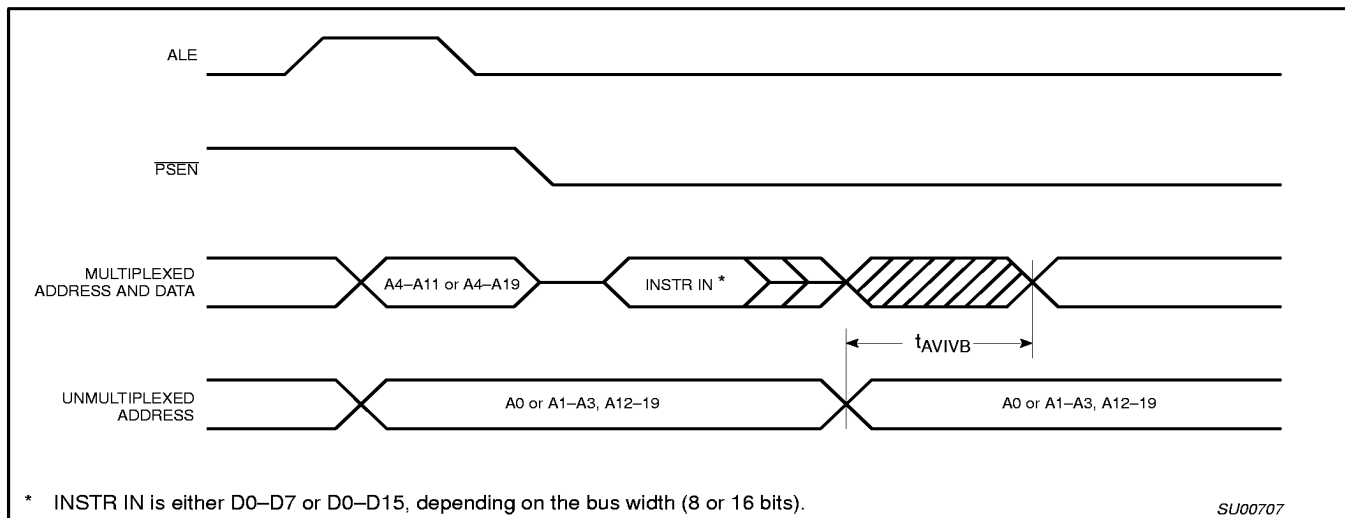 ALE
PSEN
MULTIPLEXED
ADDRESS AND DATA
A4–A11 or A4–A19
INSTR IN *
tAVIVB
UNMULTIPLEXED
ADDRESS
A0 or A1–A3, A12–19
A0 or A1–A3, A12–19
* INSTR IN is either D0–D7 or D0–D15, depending on the bus width (8 or 16 bits).
SU00707